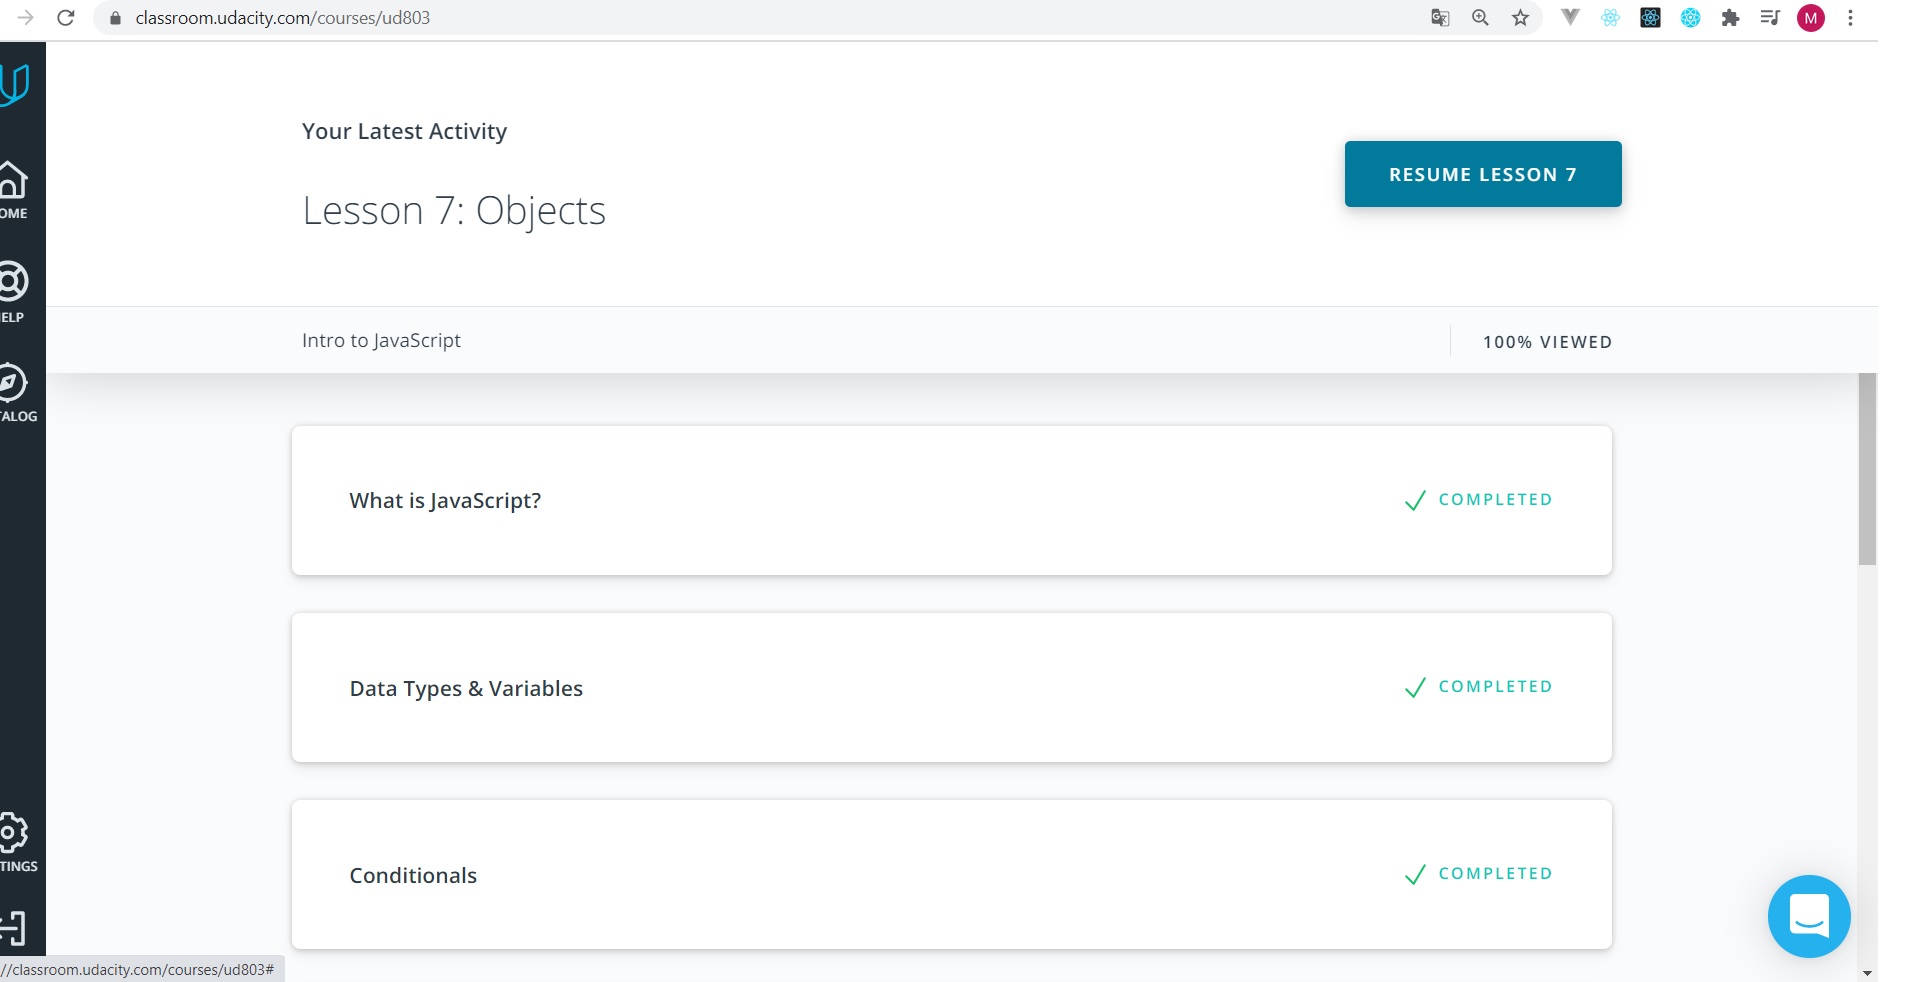 classroom.udacity.com/courses/ud803
M
Your Latest Activity
RESUME LESSON 7
Lesson 7: Objects
OME
ELP
TALOG
TINGS
Intro to JavaScript
100% VIEWED
What is JavaScript?
COMPLETED
Data Types & Variables
COMPLETED
Conditionals
COMPLETED
//classroom.udacity.com/courses/ud803#